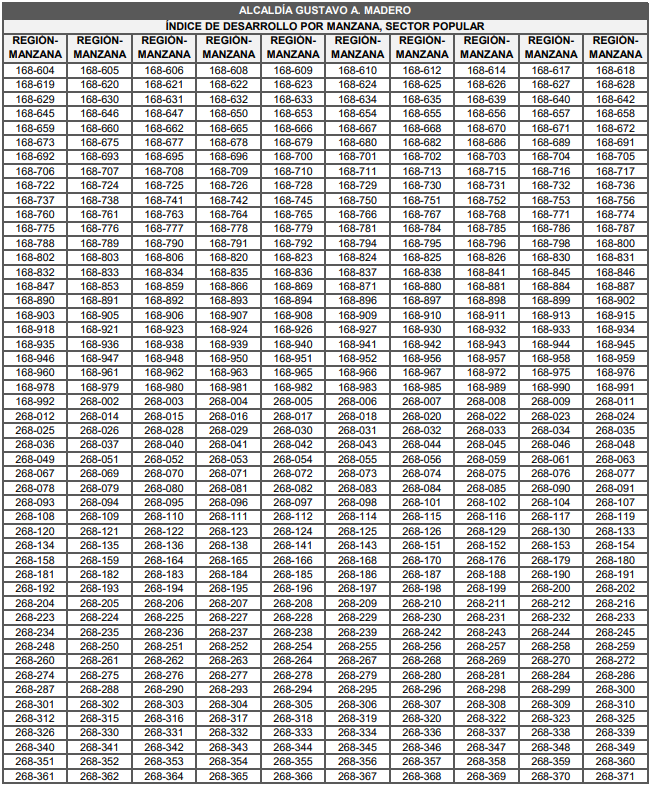 ALCALDÍA GUSTAVO A. MADERO
ÍNDICE DE DESARROLLO POR MANZANA, SECTOR POPULAR
REGIÓN- REGIÓN- REGIÓN- REGIÓN- REGIÓN- REGIÓN- REGIÓN- REGIÓN- REGIÓN- REGIÓN-
MANZANA MANZANA MANZANA MANZANA MANZANA MANZANA MANZANA MANZANA MANZANA MANZANA
168-604 168-605 168-606 168-608 168-609 168-610 168-612 168-614 168-617 168-618
168-619 168-620 168-621 168-622 168-623 168-624 168-625 168-626 168-627 168-628
168-629 168-630 168-631 168-632 168-633 168-634 168-635 168-639 168-640 168-642
168-645 168-646 168-647 168-650 168-653 168-654 168-655 168-656 168-657 168-658
168-659 168-660 168-662 168-665 168-666 168-667 168-668 168-670 168-671 168-672
168-673 168-675 168-677 168-678 168-679 168-680 168-682 168-686 168-689 168-691
168-692 168-693 168-695 168-696 168-700 168-701 168-702 168-703 168-704 168-705
168-706 168-707 168-708 168-709 168-710 168-711 168-713 168-715 168-716 168-717
168-722 168-724 168-725 168-726 168-728 168-729 168-730 168-731 168-732 168-736
168-737 168-738 168-741 168-742 168-745 168-750 168-751 168-752 168-753 168-756
168-760 168-761 168-763 168-764 168-765 168-766 168-767 168-768 168-771 168-774
168-775 168-776 168-777 168-778 168-779 168-781 168-784 168-785 168-786 168-787
168-788 168-789 168-790 168-791 168-792 168-794 168-795 168-796 168-798 168-800
168-802 168-803 168-806 168-820 168-823 168-824 168-825 168-826 168-830 168-831
168-832 168-833 168-834 168-835 168-836 168-837 168-838 168-841 168-845 168-846
168-847 168-853 168-859 168-866 168-869 168-871 168-880 168-881 168-884 168-887
168-890 168-891 168-892 168-893 168-894 168-896 168-897 168-898 168-899 168-902
168-903 168-905 168-906 168-907 168-908 168-909 168-910 168-911 168-913 168-915
168-918 168-921 168-923 168-924 168-926 168-927 168-930 168-932 168-933 168-934
168-935 168-936 168-938 168-939 168-940 168-941 168-942 168-943 168-944 168-945
168-946 168-947 168-948 168-950 168-951 168-952 168-956 168-957 168-958 168-959
168-960 168-961 168-962 168-963 168-965 168-966 168-967 168-972 168-975 168-976
168-978 168-979 168-980 168-981 168-982 168-983 168-985 168-989 168-990 168-991
168-992 268-002 268-003 268-004 268-005 268-006 268-007 268-008 268-009 268-011
268-012 268-014 268-015 268-016 268-017 268-018 268-020 268-022 268-023 268-024
268-025 268-026 268-028 268-029 268-030 268-031 268-032 268-033 268-034 268-035
268-036 268-037 268-040 268-041 268-042 268-043 268-044 268-045 268-046 268-048
268-049 268-051 268-052 268-053 268-054 268-055 268-056 268-059 268-061 268-063
268-067 268-069 268-070 268-071 268-072 268-073 268-074 268-075 268-076 268-077
268-078 268-079 268-080 268-081 268-082 268-083 268-084 268-085 268-090 268-091
268-093 268-094 268-095 268-096 268-097 268-098 268-101 268-102 268-104 268-107
268-108 268-109 268-110 268-111 268-112 268-114 268-115 268-116 268-117 268-119
268-120 268-121 268-122 268-123 268-124 268-125 268-126 268-129 268-130 268-133
268-134 268-135 268-136 268-138 268-141 268-143 268-151 268-152 268-153 268-154
268-158 268-159 268-164 268-165 268-166 268-168 268-170 268-176 268-179 268-180
268-181 268-182 268-183 268-184 268-185 268-186 268-187 268-188 268-190 268-191
268-192 268-193 268-194 268-195 268-196 268-197 268-198 268-199 268-200 268-202
268-204 268-205 268-206 268-207 268-208 268-209 268-210 268-211 268-212 268-216
268-223 268-224 268-225 268-227 268-228 268-229 268-230 268-231 268-232 268-233
268-234 268-235 268-236 268-237 268-238 268-239 268-242 268-243 268-244 268-245
268-248 268-250 268-251 268-252 268-254 268-255 268-256 268-257 268-258 268-259
268-260 268-261 268-262 268-263 268-264 268-267 268-268 268-269 268-270 268-272
268-274 268-275 268-276 268-277 268-278 268-279 268-280 268-281 268-284 268-286
268-287 268-288 268-290 268-293 268-294 268-295 268-296 268-298 268-299 268-300
268-301 268-302 268-303 268-304 268-305 268-306 268-307 268-308 268-309 268-310
268-312 268-315 268-316 268-317 268-318 268-319 268-320 268-322 268-323 268-325
268-326 268-330 268-331 268-332 268-333 268-334 268-336 268-337 268-338 268-339
268-340 268-341 268-342 268-343 268-344 268-345 268-346 268-347 268-348 268-349
268-351 268-352 268-353 268-354 268-355 268-356 268-357 268-358 268-359 268-360
268-361 268-362 268-364 268-365 268-366 268-367 268-368 268-369 268-370 268-371